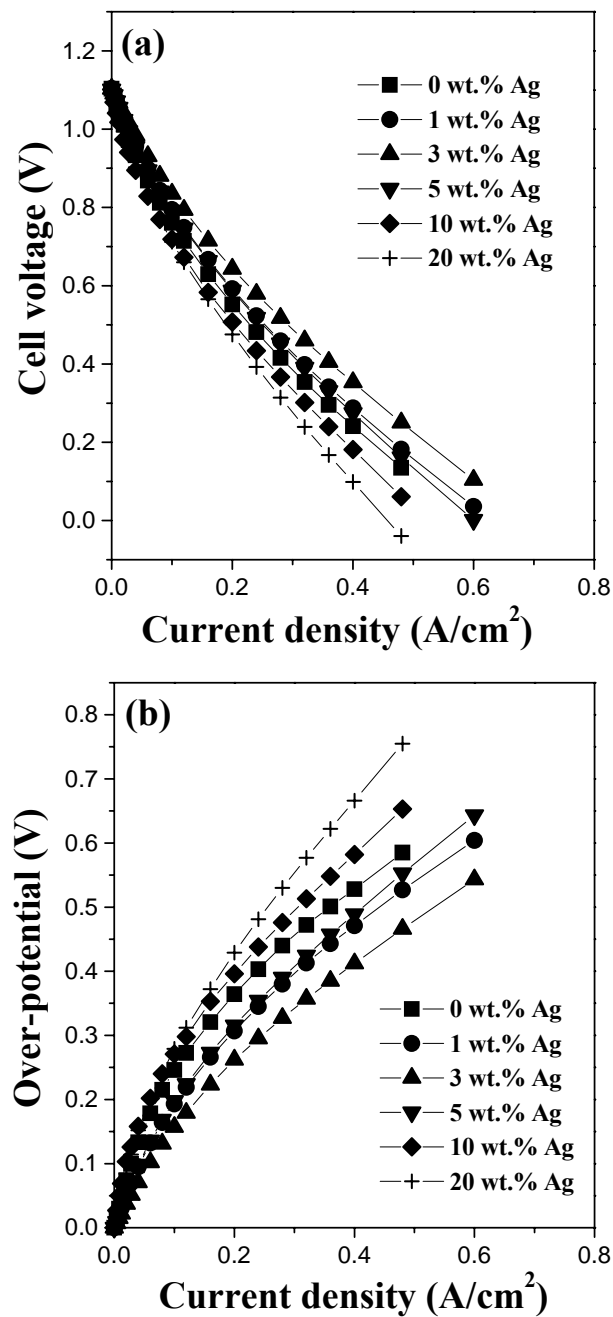 (a)
1.2
1.0
0.8
0.6
0.4
0.2
0.0
Cell voltage (V)
0 wt.% Ag
1 wt.% Ag
3 wt.% Ag
5 wt.% Ag
10 wt.% Ag
20 wt.% Ag
0.0 0.2 0.4 0.6 0.8
Current density (A/cm²)
(b)
0.8
0.7
0.6
0.5
0.4
0.3
0.2
0.1
0.0
Over-potential (V)
0 wt.% Ag
1 wt.% Ag
3 wt.% Ag
5 wt.% Ag
10 wt.% Ag
20 wt.% Ag
0.0 0.2 0.4 0.6 0.8
Current density (A/cm²)